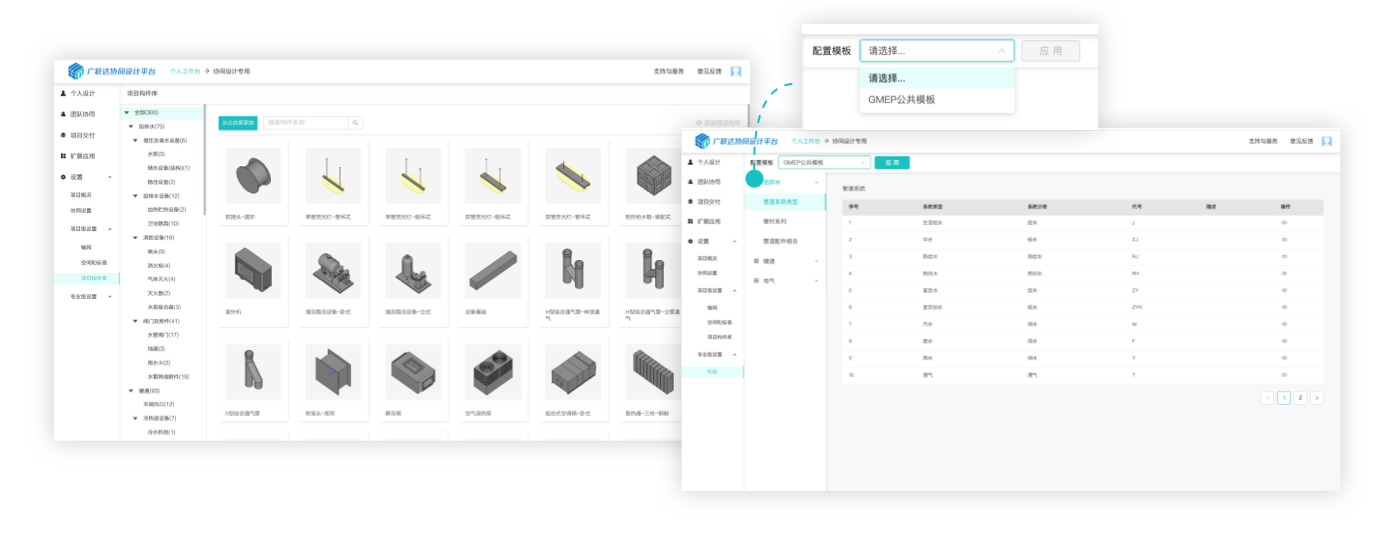 配置模板 请选择... 应 用
请选择...
GMEP公共模板
广联达协同设计平台 个人工作台 → 协同设计专用 支持与服务 意见反馈
个人设计
团队协同
项目交付
扩展应用
设置
项目概况
协同设置
项目级设置
轴网
空间和标高
项目构件库
专业级设置
项目构件库
全部(300)
给排水(75)
增压及储水设备(6)
水泵(3)
储水设备(结构)(1)
稳压设备(2)
给排水设备(12)
加热贮热设备(2)
卫浴器具(10)
消防设备(16)
喷头(3)
消火栓(4)
气体灭火(4)
灭火器(2)
水泵接合器(3)
阀门及附件(41)
水管阀门(17)
地漏(3)
雨水斗(2)
水管其他附件(19)
暖通(93)
末端风口(12)
冷热源设备(7)
冷水机组(1)
从公共库添加 搜索构件名称 添加预设构件
软接头-圆形
单管荧光灯-管吊式
单管荧光灯-链吊式
双管荧光灯-链吊式
双管荧光灯-管吊式
矩形给水箱-装配式
室外机
增压稳压设备-卧式
增压稳压设备-立式
设备基础
H型结合通气管-斜顶通气
H型结合通气管-立管通气
H型结合通气管
软接头-矩形
静压箱
空气源热泵
组合式空调箱-卧式
散热器-三柱-钢制
广联达协同设计平台 个人工作台 → 协同设计专用 支持与服务 意见反馈
个人设计
团队协同
项目交付
扩展应用
设置
项目概况
协同设置
项目级设置
轴网
空间和标高
项目构件库
专业级设置
机电
配置模板 GMEP公共模板 应 用
给排水
管道系统类型
管材系列
管道配件组合
暖通
电气
管道系统
序号 系统类型 系统分类 代号 描述 操作
1 生活给水 给水 J
2 中水 给水 ZJ
3 热给水 热给水 RJ
4 热回水 热回水 RH
5 直饮水 给水 ZY
6 直饮回水 给水 ZYH
7 污水 排水 W
8 废水 排水 F
9 雨水 排水 Y
10 通气 通气 T
< 1 2 >